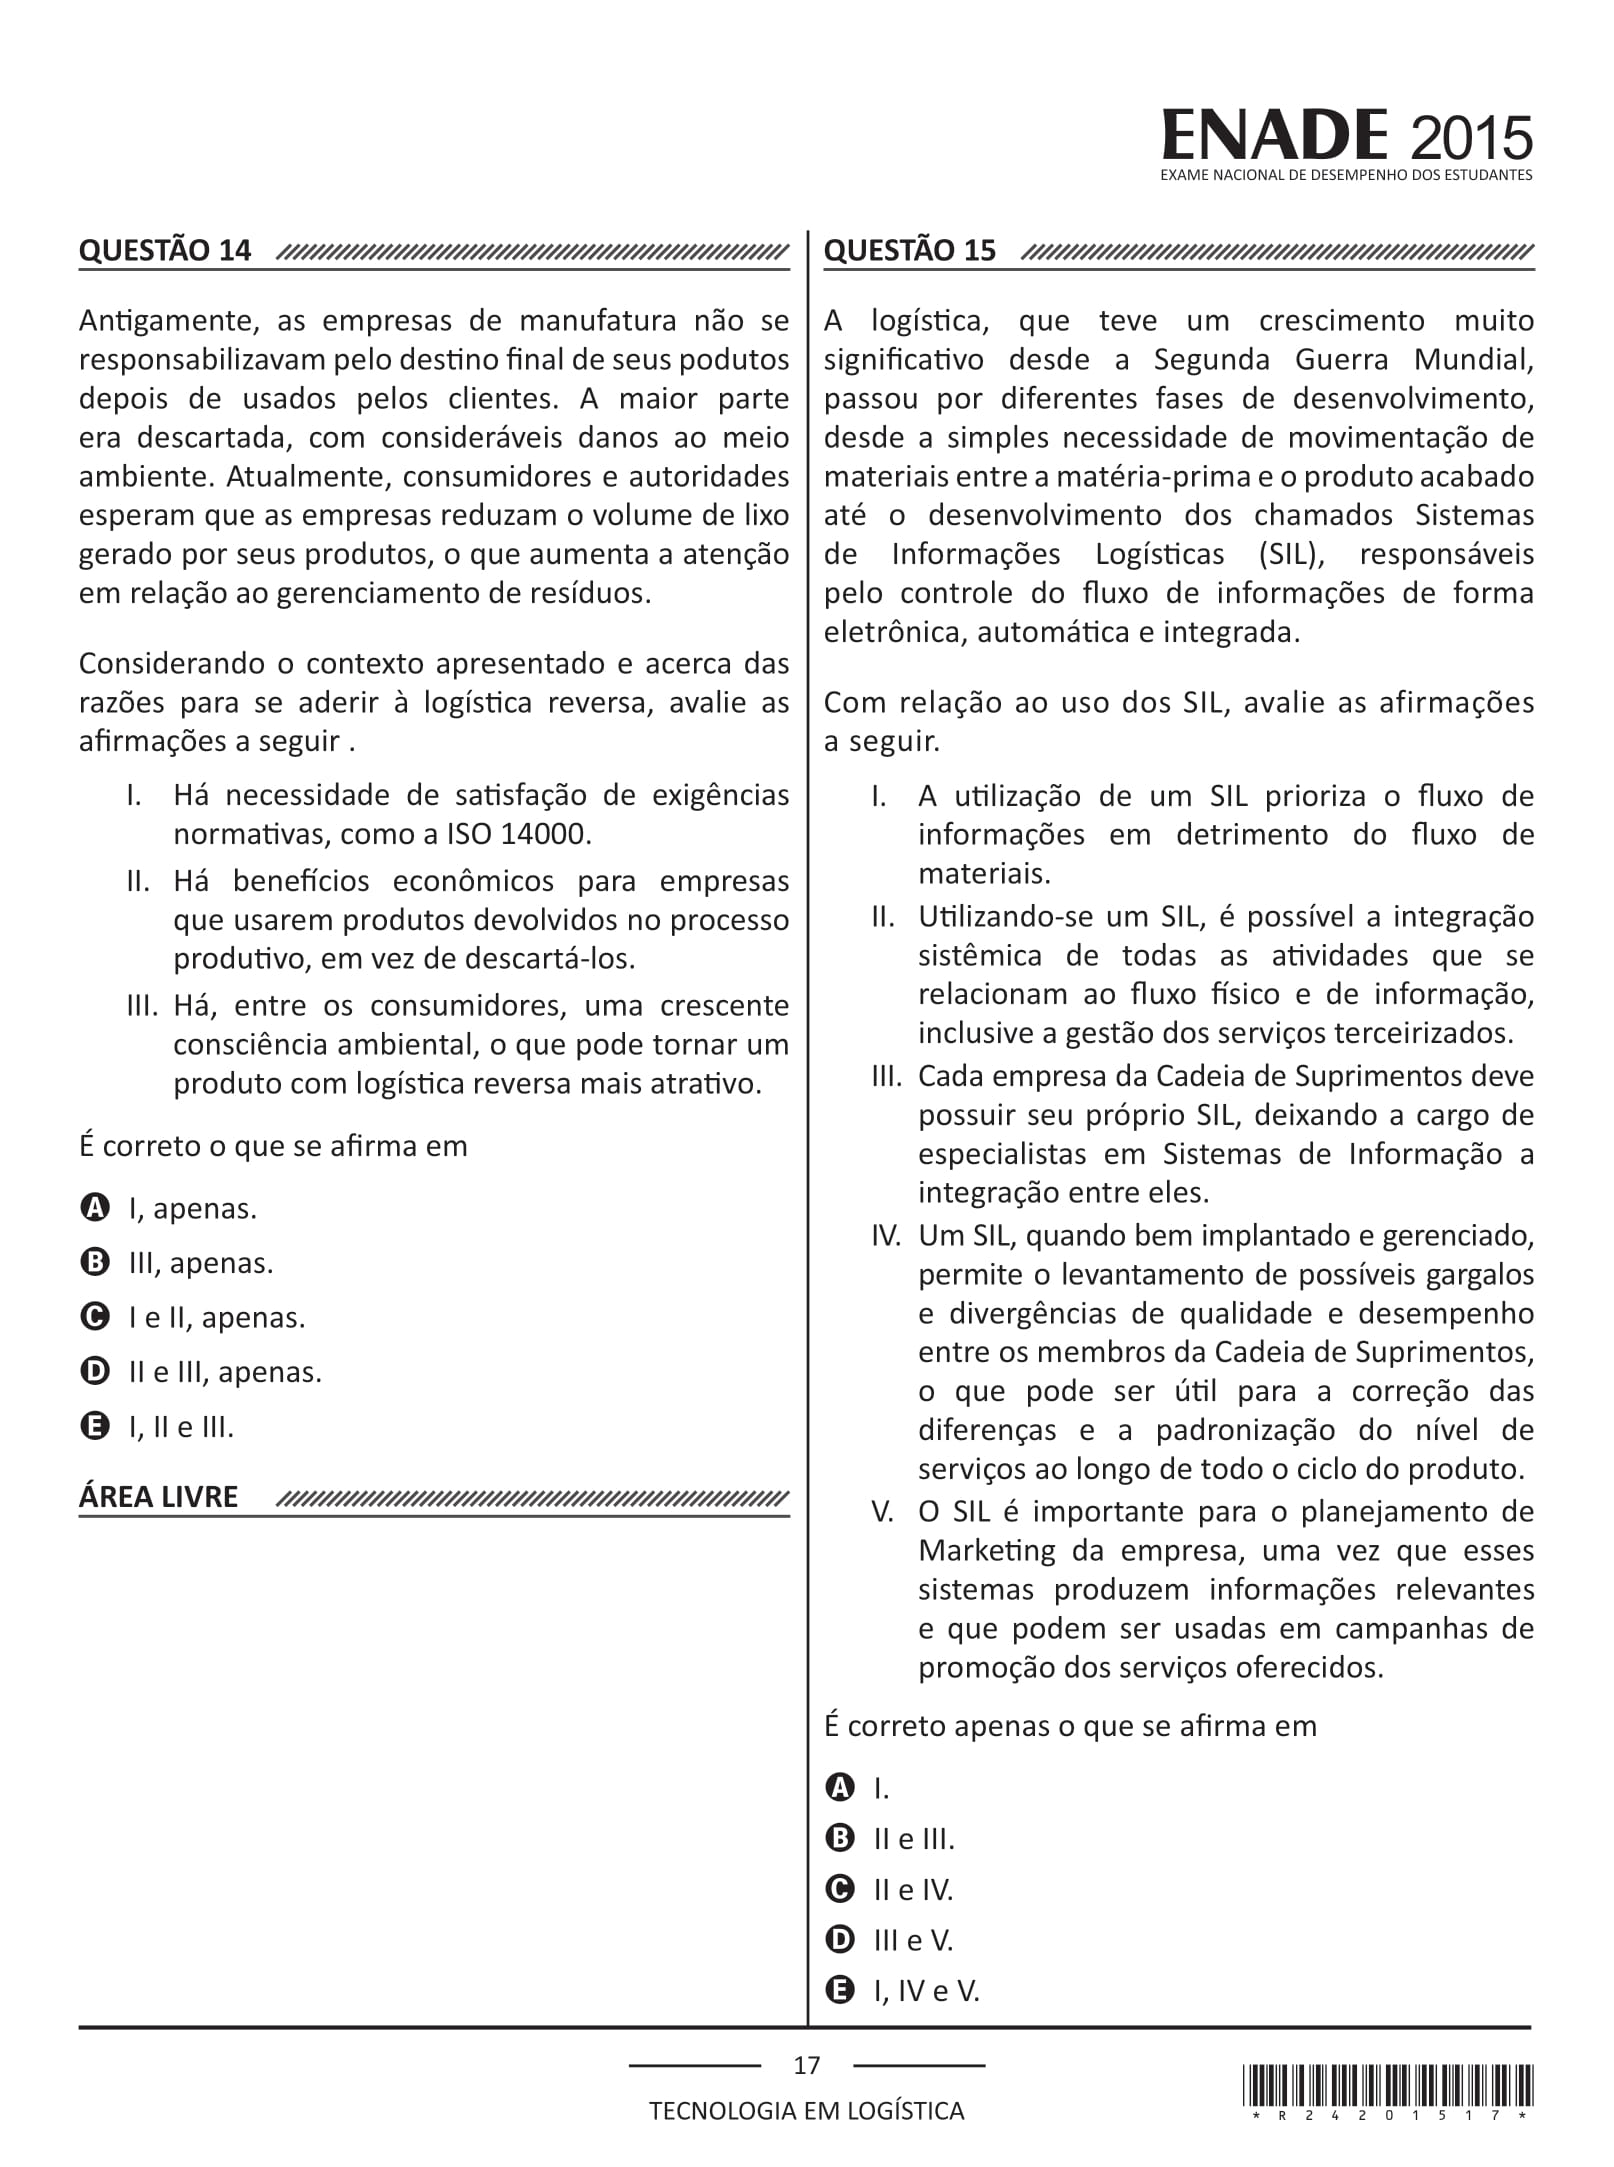 ENADE 2015
EXAME NACIONAL DE DESEMPENHO DOS ESTUDANTES
QUESTÃO 14
Antigamente, as empresas de manufatura não se
responsabilizavam pelo destino final de seus podutos
depois de usados pelos clientes. A maior parte
era descartada, com consideráveis danos ao meio
ambiente. Atualmente, consumidores e autoridades
esperam que as empresas reduzam o volume de lixo
gerado por seus produtos, o que aumenta a atenção
em relação ao gerenciamento de resíduos.
Considerando o contexto apresentado e acerca das
razões para se aderir à logística reversa, avalie as
afirmações a seguir .
I. Há necessidade de satisfação de exigências
normativas, como a ISO 14000.
II. Há benefícios econômicos para empresas
que usarem produtos devolvidos no processo
produtivo, em vez de descartá-los.
III. Há, entre os consumidores, uma crescente
consciência ambiental, o que pode tornar um
produto com logística reversa mais atrativo.
É correto o que se afirma em
A I, apenas.
B III, apenas.
C I e II, apenas.
D II e III, apenas.
E I, II e III.
ÁREA LIVRE
QUESTÃO 15
A logística, que teve um crescimento muito
significativo desde a Segunda Guerra Mundial,
passou por diferentes fases de desenvolvimento,
desde a simples necessidade de movimentação de
materiais entre a matéria-prima e o produto acabado
até o desenvolvimento dos chamados Sistemas
de Informações Logísticas (SIL), responsáveis
pelo controle do fluxo de informações de forma
eletrônica, automática e integrada.
Com relação ao uso dos SIL, avalie as afirmações
a seguir.
I. A utilização de um SIL prioriza o fluxo de
informações em detrimento do fluxo de
materiais.
II. Utilizando-se um SIL, é possível a integração
sistêmica de todas as atividades que se
relacionam ao fluxo físico e de informação,
inclusive a gestão dos serviços terceirizados.
III. Cada empresa da Cadeia de Suprimentos deve
possuir seu próprio SIL, deixando a cargo de
especialistas em Sistemas de Informação a
integração entre eles.
IV. Um SIL, quando bem implantado e gerenciado,
permite o levantamento de possíveis gargalos
e divergências de qualidade e desempenho
entre os membros da Cadeia de Suprimentos,
o que pode ser útil para a correção das
diferenças e a padronização do nível de
serviços ao longo de todo o ciclo do produto.
V. O SIL é importante para o planejamento de
Marketing da empresa, uma vez que esses
sistemas produzem informações relevantes
e que podem ser usadas em campanhas de
promoção dos serviços oferecidos.
É correto apenas o que se afirma em
A I.
B II e III.
C II e IV.
D III e V.
E I, IV e V.
17
TECNOLOGIA EM LOGÍSTICA
* R 2 4 2 0 1 5 1 7 *